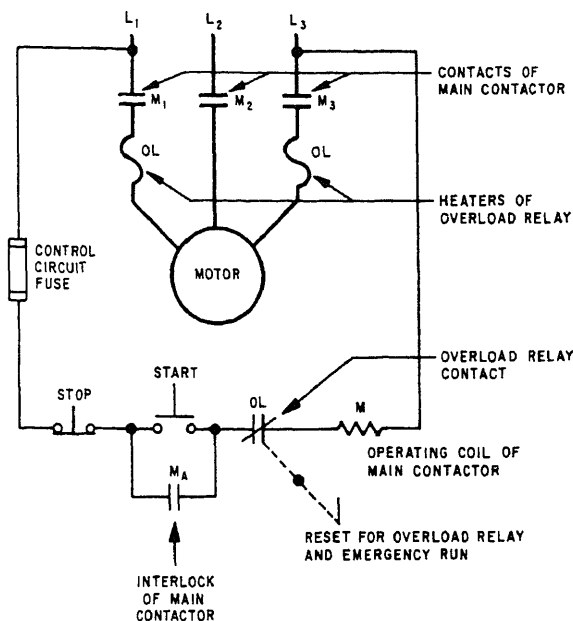 L1 L2 L3
M1 M2 M3
CONTACTS OF
MAIN CONTACTOR
OL OL
HEATERS OF
OVERLOAD RELAY
CONTROL
CIRCUIT
FUSE
MOTOR
OVERLOAD RELAY
CONTACT
START
STOP
OL
M
OPERATING COIL OF
MAIN CONTACTOR
MA
RESET FOR OVERLOAD RELAY
AND EMERGENCY RUN
INTERLOCK
OF MAIN
CONTACTOR